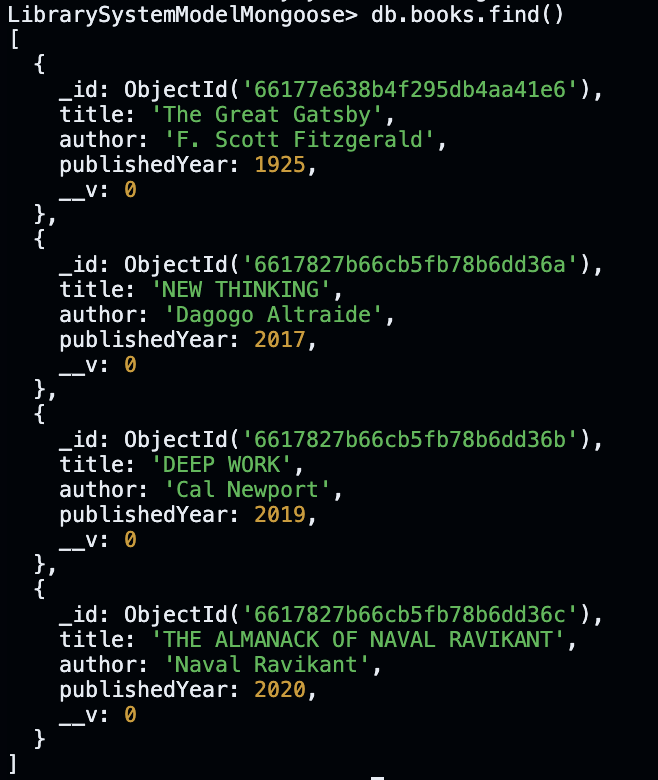 LibrarySystemModelMongoose> db.books.find()
[
  {
    _id: ObjectId('66177e638b4f295db4aa41e6'),
    title: 'The Great Gatsby',
    author: 'F. Scott Fitzgerald',
    publishedYear: 1925,
    __v: 0
  },
  {
    _id: ObjectId('6617827b66cb5fb78b6dd36a'),
    title: 'NEW THINKING',
    author: 'Dagogo Altraide',
    publishedYear: 2017,
    __v: 0
  },
  {
    _id: ObjectId('6617827b66cb5fb78b6dd36b'),
    title: 'DEEP WORK',
    author: 'Cal Newport',
    publishedYear: 2019,
    __v: 0
  },
  {
    _id: ObjectId('6617827b66cb5fb78b6dd36c'),
    title: 'THE ALMANACK OF NAVAL RAVIKANT',
    author: 'Naval Ravikant',
    publishedYear: 2020,
    __v: 0
  }
]